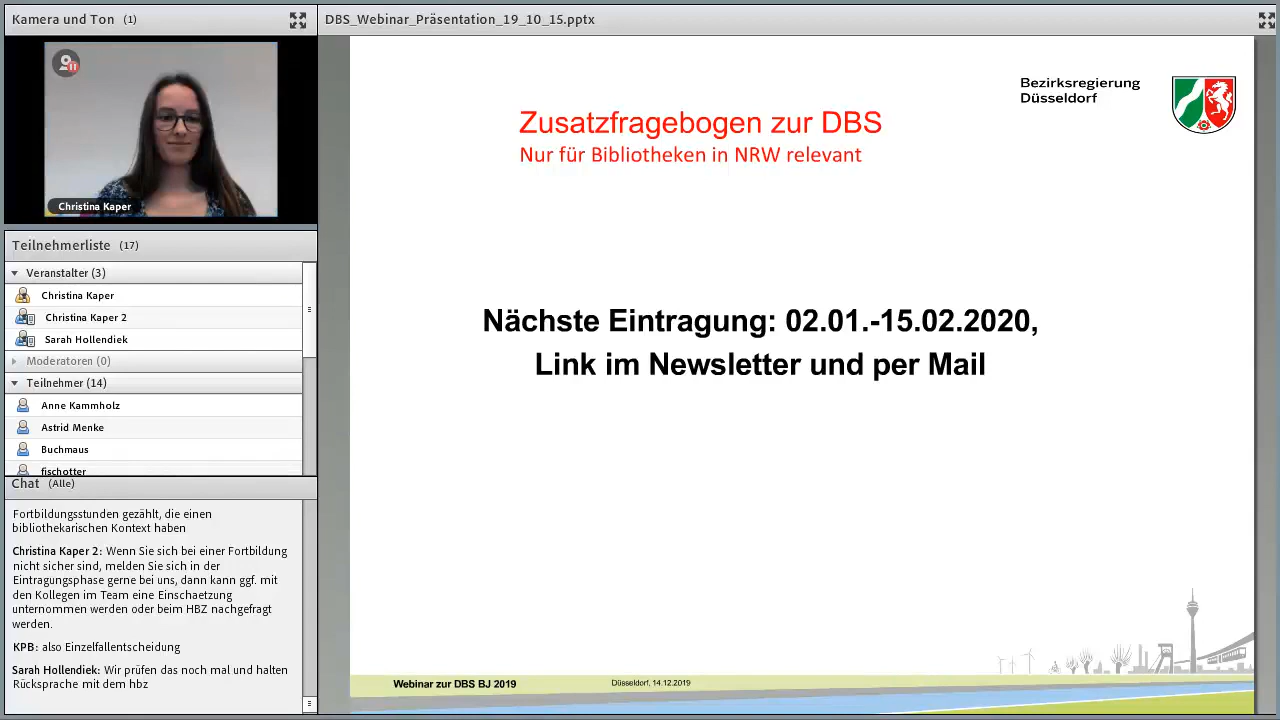 Kamera und Ton (1)
DBS_Webinar_Präsentation_19_10_15.pptx
Christina Kaper
Teilnehmerliste (17)
Veranstalter (3)
Christina Kaper
Christina Kaper 2
Sarah Hollendiek
Moderatoren (0)
Teilnehmer (14)
Anne Kammholz
Astrid Menke
Buchmaus
fischotter
Chat (Alle)
Fortbildungsstunden gezählt, die einen
bibliothekarischen Kontext haben
Christina Kaper 2: Wenn Sie sich bei einer Fortbildung
nicht sicher sind, melden Sie sich in der
Eintragungsphase gerne bei uns, dann kann ggf. mit
den Kollegen im Team eine Einschaetzung
unternommen werden oder beim HBZ nachgefragt
werden.
KPB: also Einzelfallentscheidung
Sarah Hollendiek: Wir prüfen das noch mal und halten
Rücksprache mit dem hbz
Bezirksregierung
Düsseldorf
Zusatzfragebogen zur DBS
Nur für Bibliotheken in NRW relevant
Nächste Eintragung: 02.01.-15.02.2020,
Link im Newsletter und per Mail
Webinar zur DBS BJ 2019
Düsseldorf, 14.12.2019